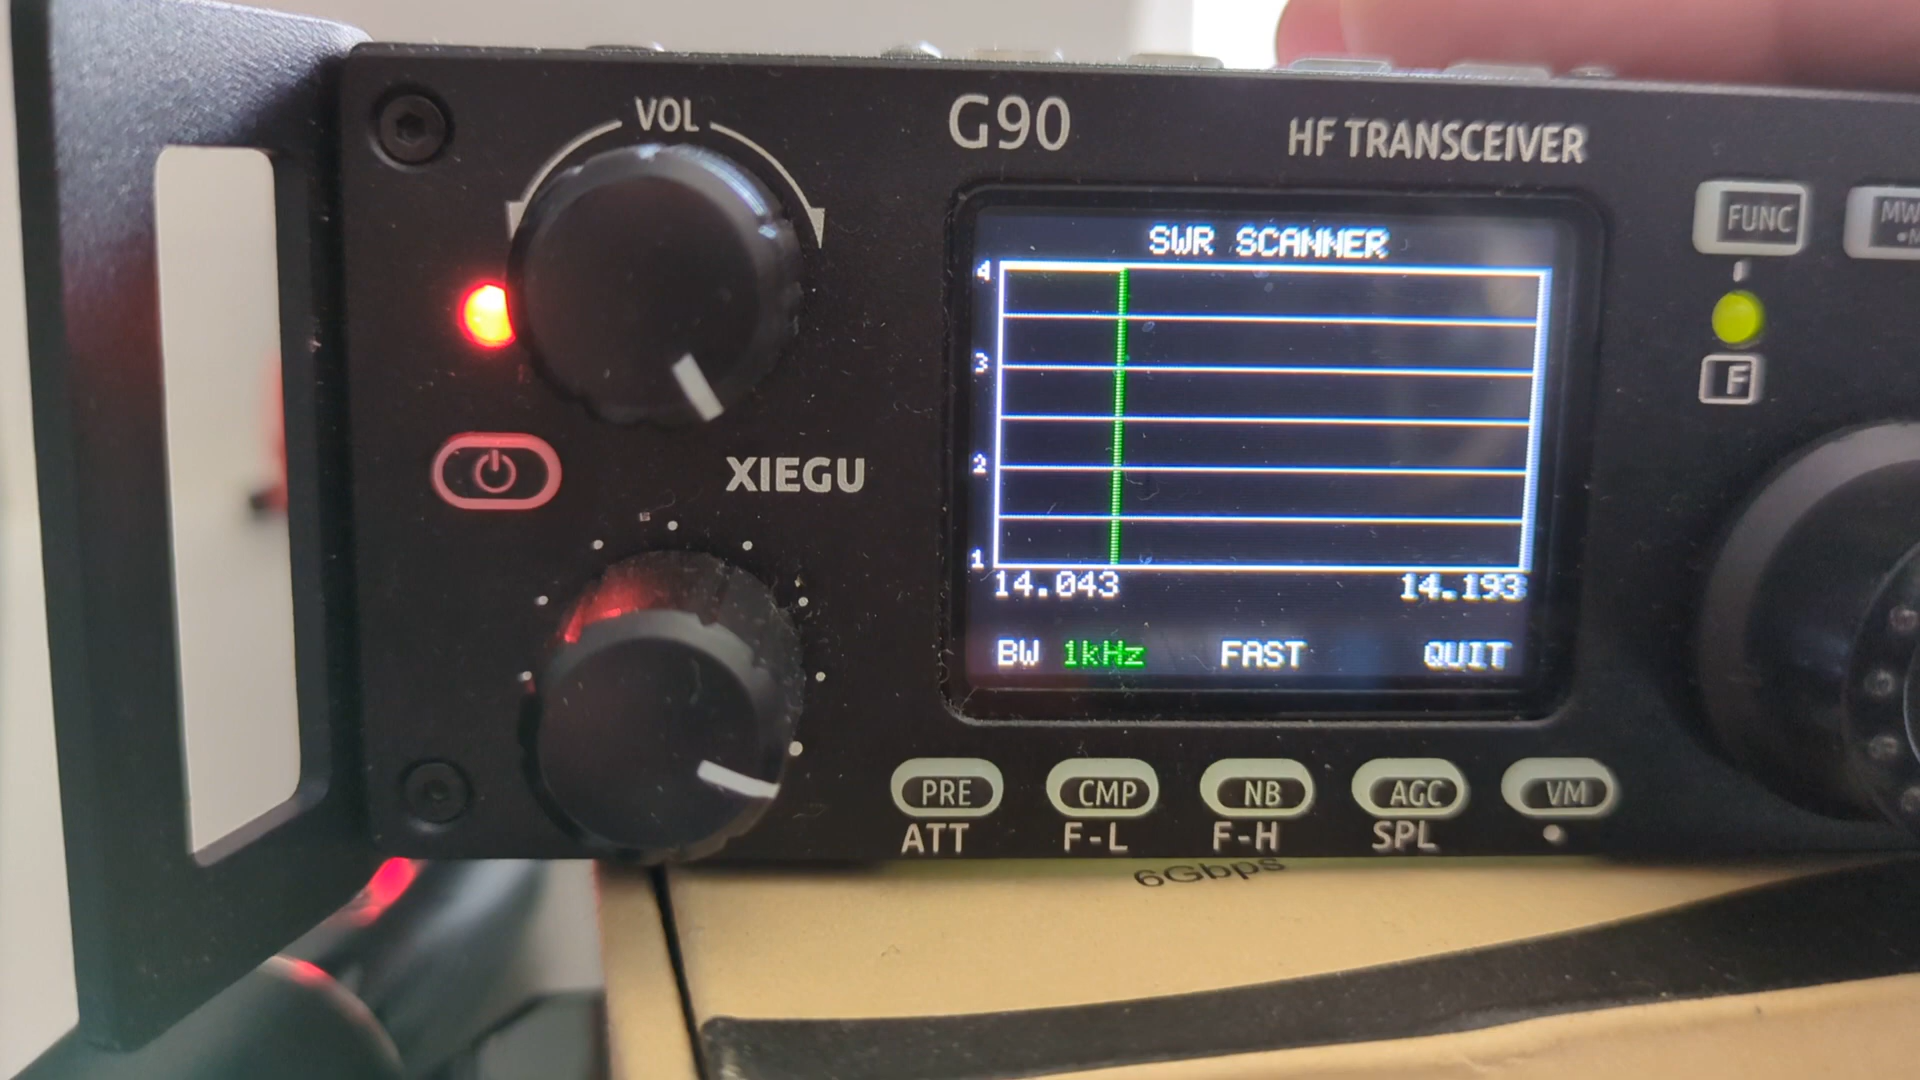 VOL
G90
HF TRANSCEIVER
FUNC
MW
SWR SCANNER
4
3
2
1
14.043 14.193
BW 1kHz FAST QUIT
F
XIEGU
PRE CMP NB AGC VM
ATT F-L F-H SPL
6Gbps